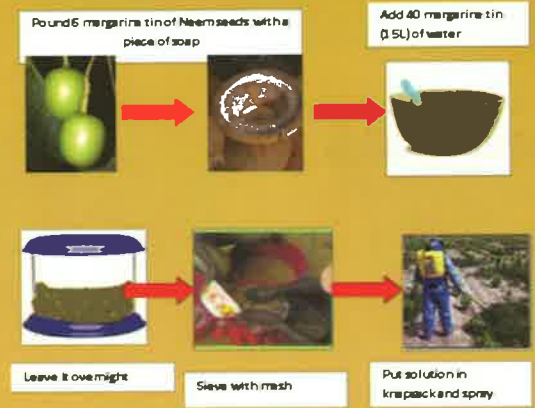 Pound 6 margarine tin of Neem seeds with a
piece of soap
Add 40 margarine tin
(15L) of water
Leave it overnight
Sieve with mesh
Put solution in
knapsack and spray